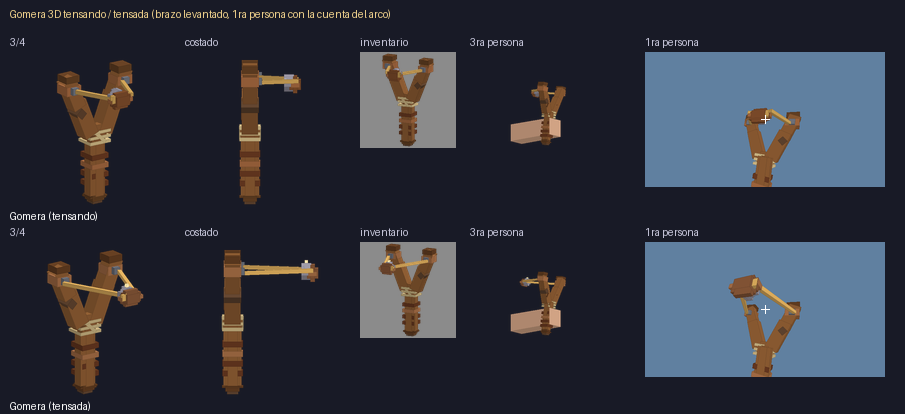 Gomera 3D tensando / tensada (brazo levantado, 1ra persona con la cuenta del arco)
3/4 costado inventario 3ra persona 1ra persona
Gomera (tensando)
3/4 costado inventario 3ra persona 1ra persona
Gomera (tensada)